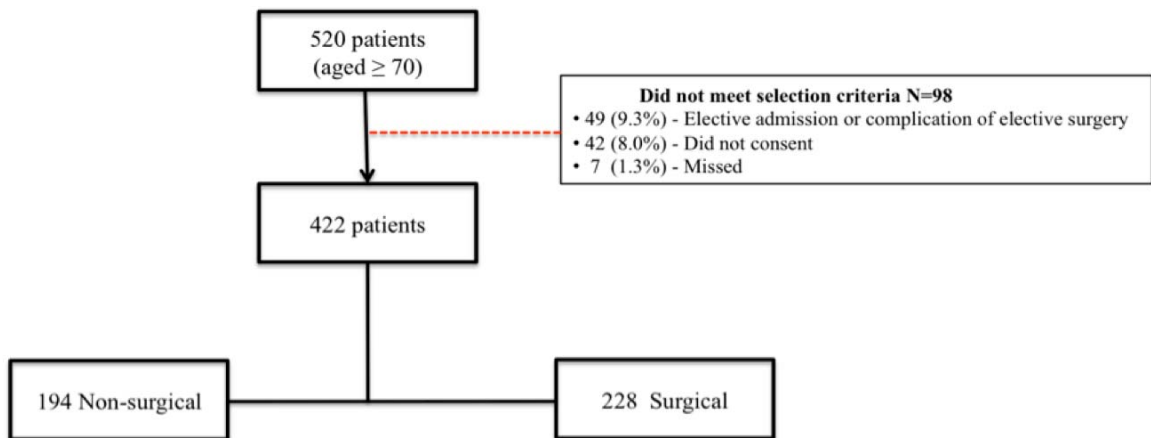 520 patients
(aged ≥ 70)
Did not meet selection criteria N=98
• 49 (9.3%) - Elective admission or complication of elective surgery
• 42 (8.0%) - Did not consent
• 7 (1.3%) - Missed
422 patients
194 Non-surgical
228 Surgical